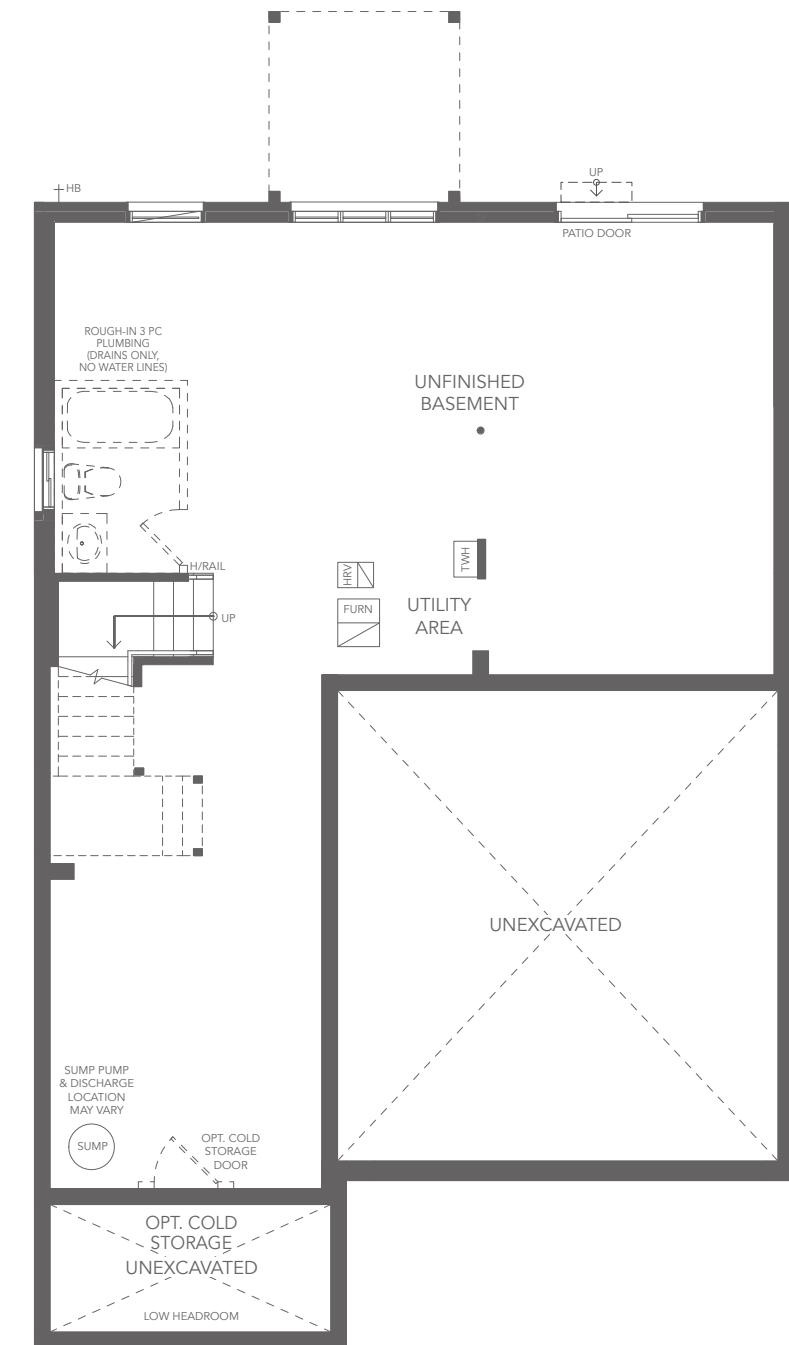 HB
UP
PATIO DOOR
ROUGH-IN 3 PC
PLUMBING
(DRAINS ONLY,
NO WATER LINES)
UNFINISHED
BASEMENT
H/RAIL
UP
HRV
FURN
TWH
UTILITY
AREA
UNEXCAVATED
SUMP PUMP
& DISCHARGE
LOCATION
MAY VARY
SUMP
OPT. COLD
STORAGE
DOOR
OPT. COLD
STORAGE
UNEXCAVATED
LOW HEADROOM